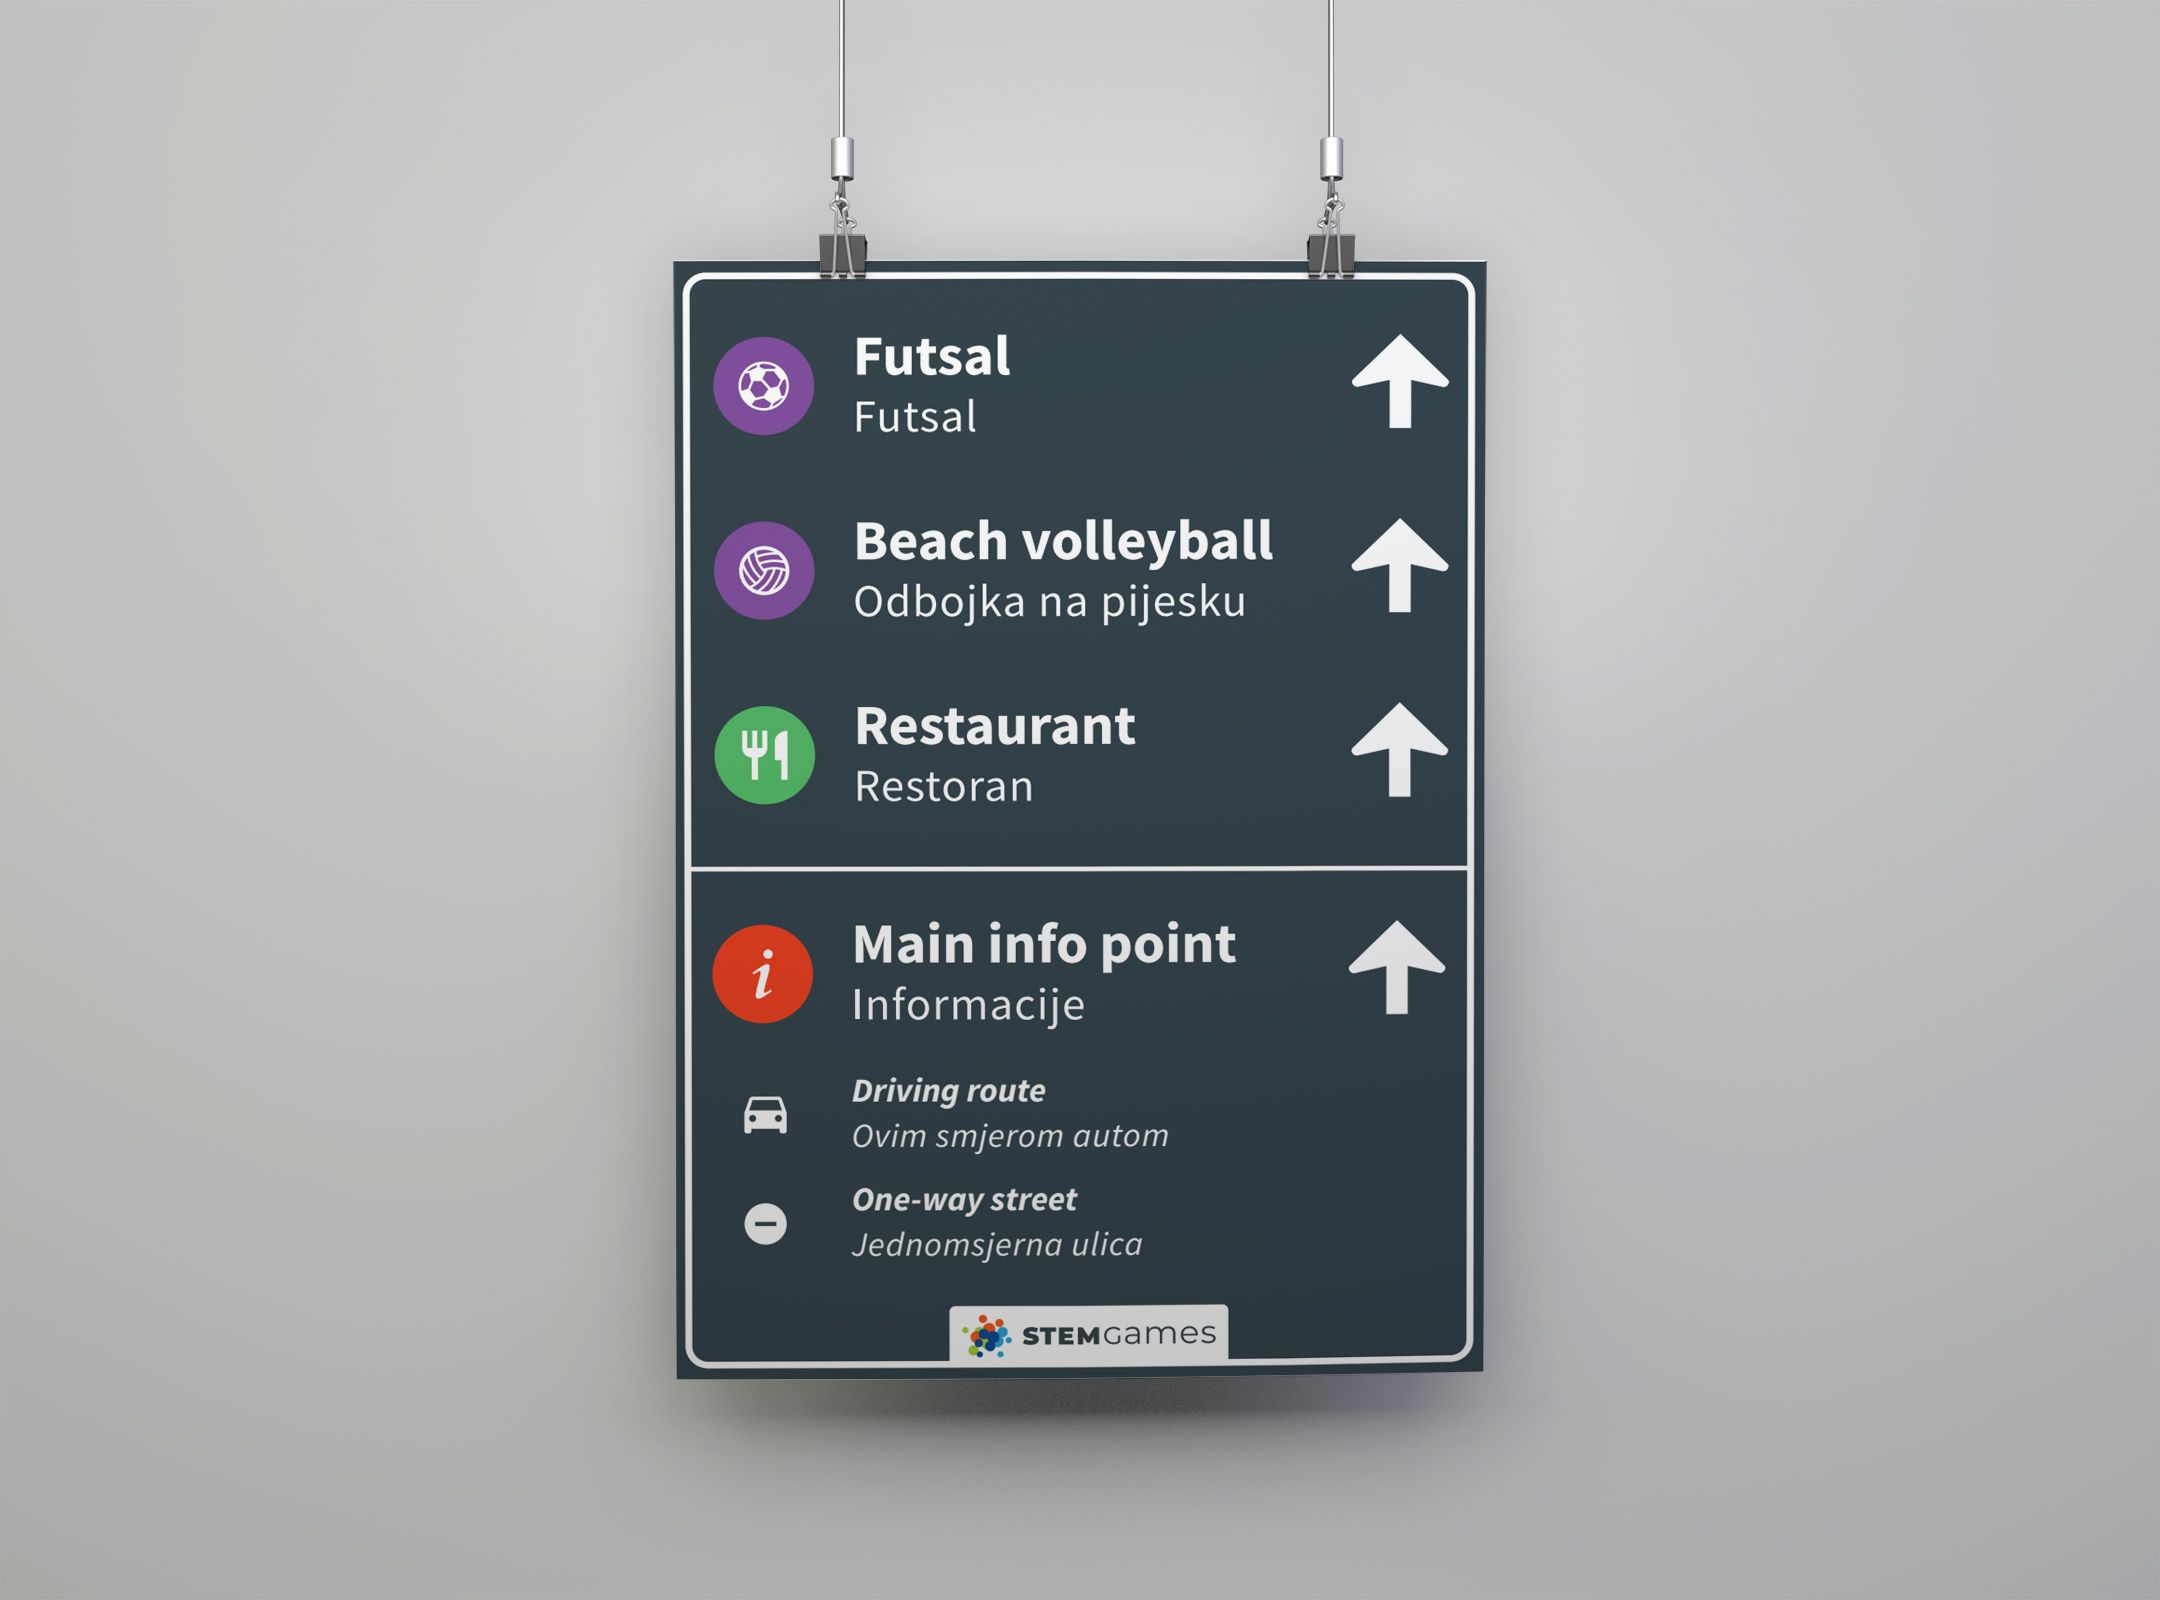 Futsal
Futsal
Beach volleyball
Odbojka na pijesku
Restaurant
Restoran
Main info point
Informacije
Driving route
Ovim smjerom autom
One-way street
Jednomsjerna ulica
STEMGames